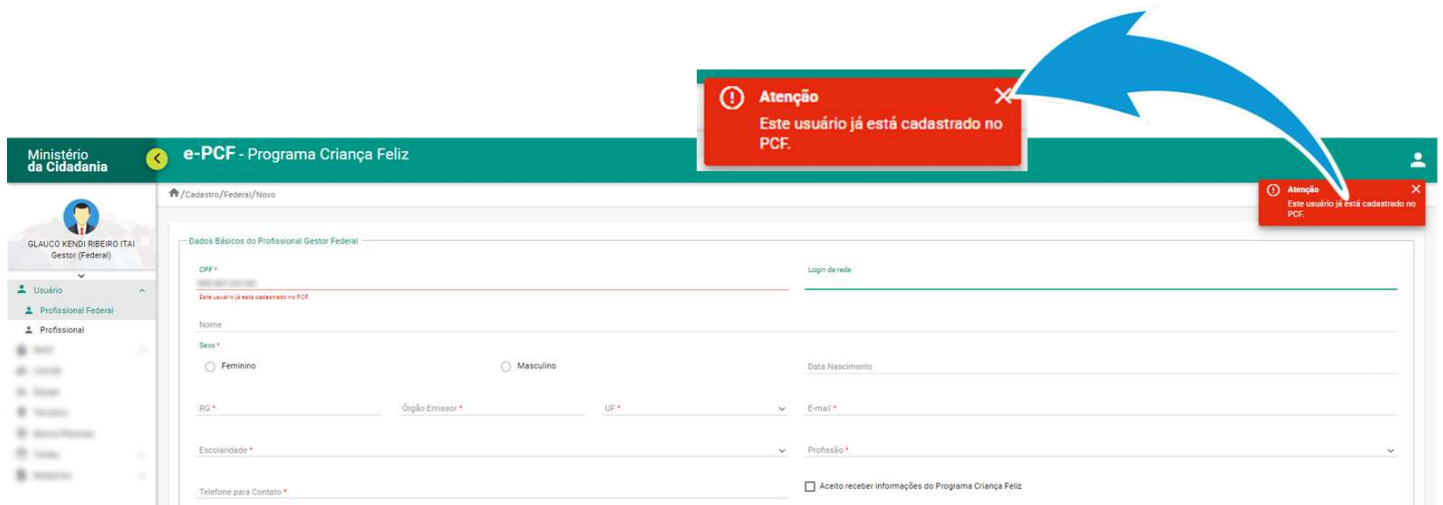 Atenção
Este usuário já está cadastrado no
PCF.
Ministério
da Cidadania
e-PCF - Programa Criança Feliz
/Cadastro/Federal/Novo
Atenção
Este usuário já está cadastrado no
PCF.
GLAUCO KENDI RIBEIRO ITAI
Gestor (Federal)
Usuário
Profissional Federal
Profissional
Dados Básicos do Profissional Gestor Federal
CPF *
Login de rede
Este usuário já está cadastrado no PCF.
Nome
Sexo *
Feminino
Masculino
Data Nascimento
RG *
Órgão Emissor *
UF *
E-mail *
Escolaridade *
Profissão *
Telefone para Contato *
Aceito receber informações do Programa Criança Feliz